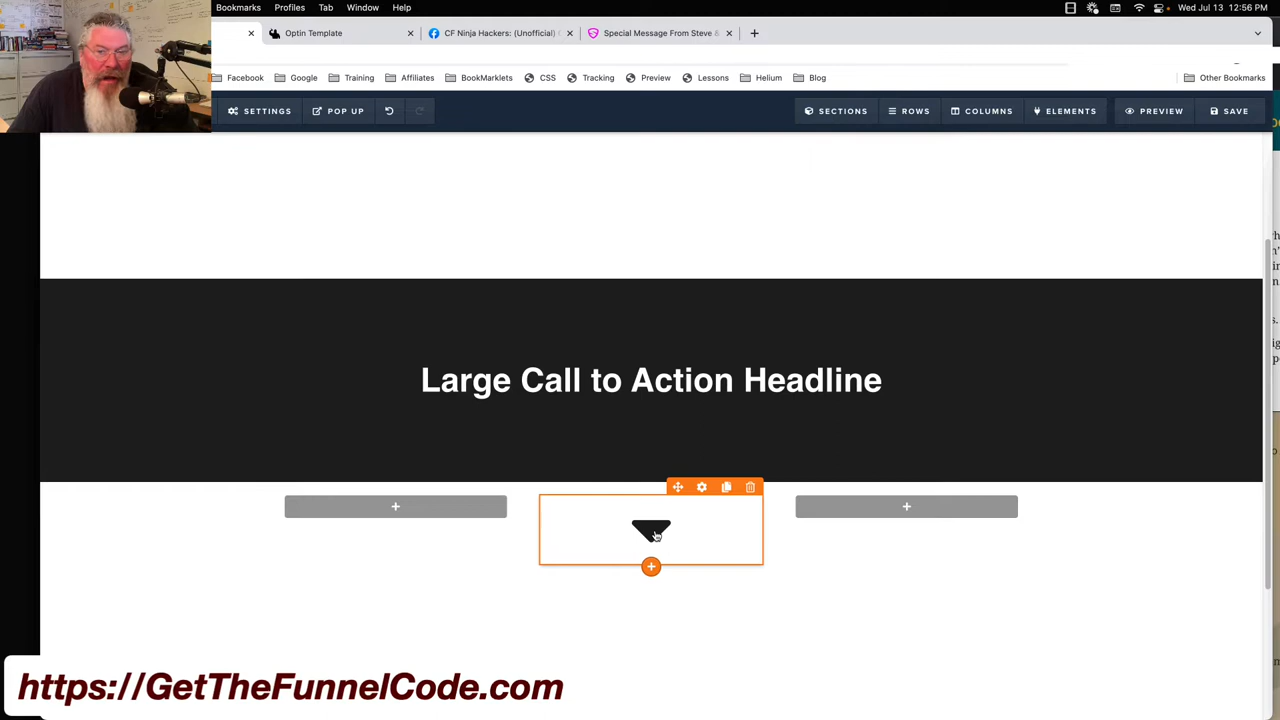 Bookmarks Profiles Tab Window Help Wed Jul 13 12:56 PM
Optin Template CF Ninja Hackers: (Unofficial) Special Message From Steve &
Facebook Google Training Affiliates BookMarklets CSS Tracking Preview Lessons Helium Blog Other Bookmarks
SETTINGS POP UP SECTIONS ROWS COLUMNS ELEMENTS PREVIEW SAVE
Large Call to Action Headline
https://GetTheFunnelCode.com